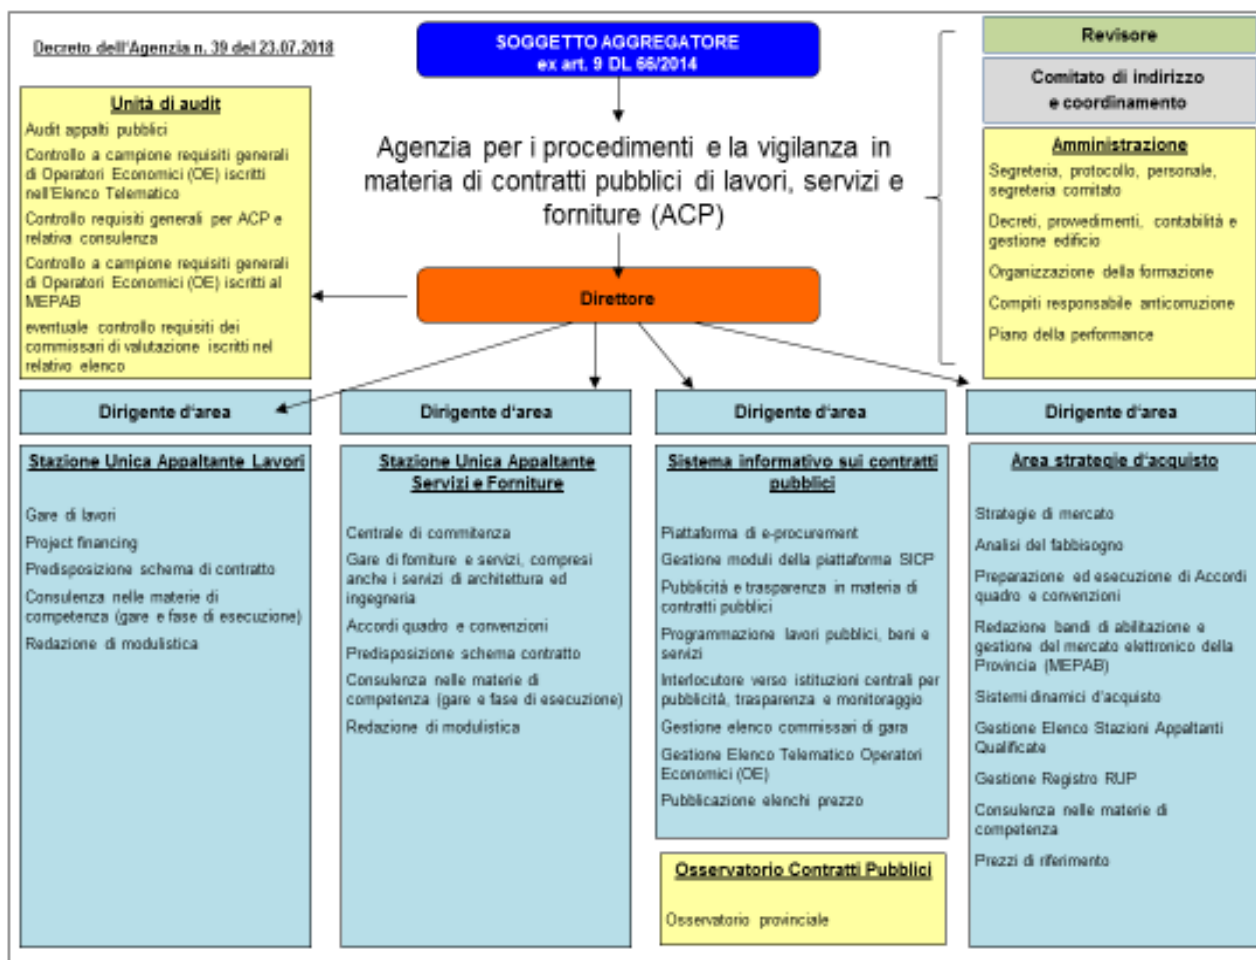 Decreto dell'Agenzia n. 39 del 23.07.2018
SOGGETTO AGGREGATORE
ex art. 9 DL 66/2014
Revisore
Comitato di indirizzo
e coordinamento
Unità di audit
Audit appalti pubblici
Controllo a campione requisiti generali
di Operatori Economici (OE) iscritti
nell'Elenco Telematico
Controllo requisiti generali per ACP e
relativa consulenza
Controllo a campione requisiti generali
di Operatori Economici (OE) iscritti al
MEPAB
eventuale controllo requisiti dei
commissari di valutazione iscritti nel
relativo elenco
Agenzia per i procedimenti e la vigilanza in
materia di contratti pubblici di lavori, servizi e
forniture (ACP)
Direttore
Amministrazione
Segreteria, protocollo, personale,
segreteria comitato
Decreti, provvedimenti, contabilità e
gestione edificio
Organizzazione della formazione
Compiti responsabile anticorruzione
Piano della performance
Dirigente d'area
Dirigente d'area
Dirigente d'area
Dirigente d'area
Stazione Unica Appaltante Lavori
Gare di lavori
Project financing
Predisposizione schema di contratto
Consulenza nelle materie di
competenza (gare e fase di esecuzione)
Redazione di modulistica
Stazione Unica Appaltante
Servizi e Forniture
Centrale di commitenza
Gare di forniture e servizi, compresi
anche i servizi di architettura ed
ingegneria
Accordi quadro e convenzioni
Predisposizione schema contratto
Consulenza nelle materie di
competenza (gare e fase di esecuzione)
Redazione di modulistica
Sistema informativo sui contratti
pubblici
Piattaforma di e-procurement
Gestione moduli della piattaforma SICP
Pubblicità e trasparenza in materia di
contratti pubblici
Programmazione lavori pubblici, beni e
servizi
Interlocutore verso istituzioni centrali per
pubblicità, trasparenza e monitoraggio
Gestione elenco commissari di gara
Gestione Elenco Telematico Operatori
Economici (OE)
Pubblicazione elenchi prezzo
Osservatorio Contratti Pubblici
Osservatorio provinciale
Area strategie d'acquisto
Strategie di mercato
Analisi del fabbisogno
Preparazione ed esecuzione di Accordi
quadro e convenzioni
Redazione bandi di abilitazione e
gestione del mercato elettronico della
Provincia (MEPAB)
Sistemi dinamici d'acquisto
Gestione Elenco Stazioni Appaltanti
Qualificate
Gestione Registro RUP
Consulenza nelle materie di
competenza
Prezzi di riferimento